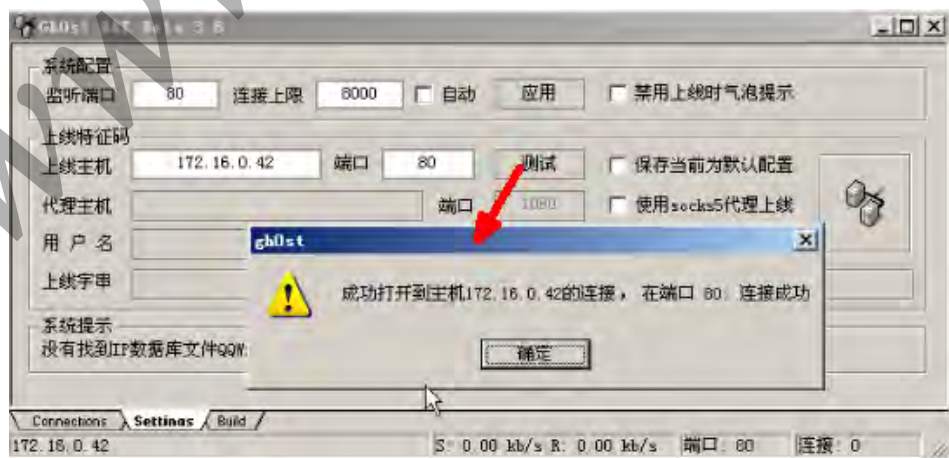 Gh0st RAT Beta 3.6
系统配置
监听端口 80 连接上限 8000 自动 应用 禁用上线时气泡提示
上线特征码
上线主机 172.16.0.42 端口 80 测试 保存当前为默认配置
代理主机 端口 1080 使用socks5代理上线
用 户 名
gh0st
上线字串
成功打开到主机172.16.0.42的连接，在端口 80 连接成功
系统提示
没有找到IP数据库文件QQW
确定
Connections Settings Build
172.16.0.42 S: 0.00 kb/s R: 0.00 kb/s 端口: 80 连接: 0